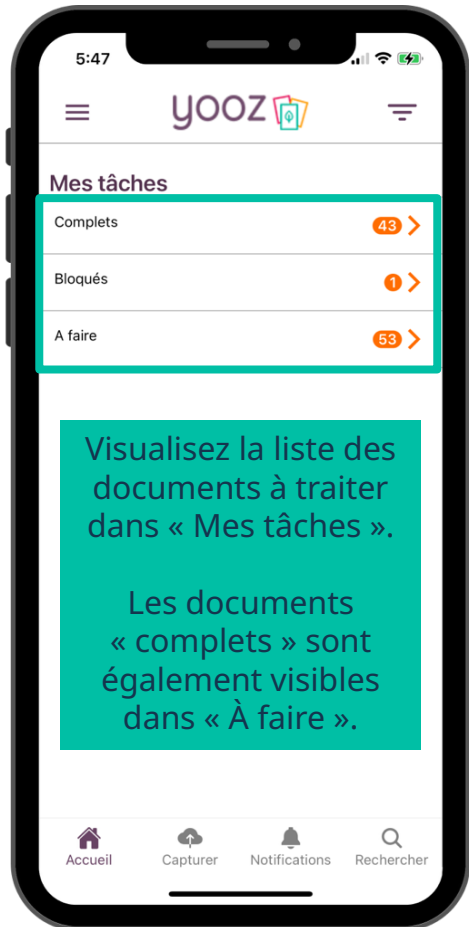 5:47
yooz
Mes tâches
Complets 43
Bloqués 1
A faire 53
Visualisez la liste des
documents à traiter
dans « Mes tâches ».
Les documents
« complets » sont
également visibles
dans « À faire ».
Accueil Capturer Notifications Rechercher